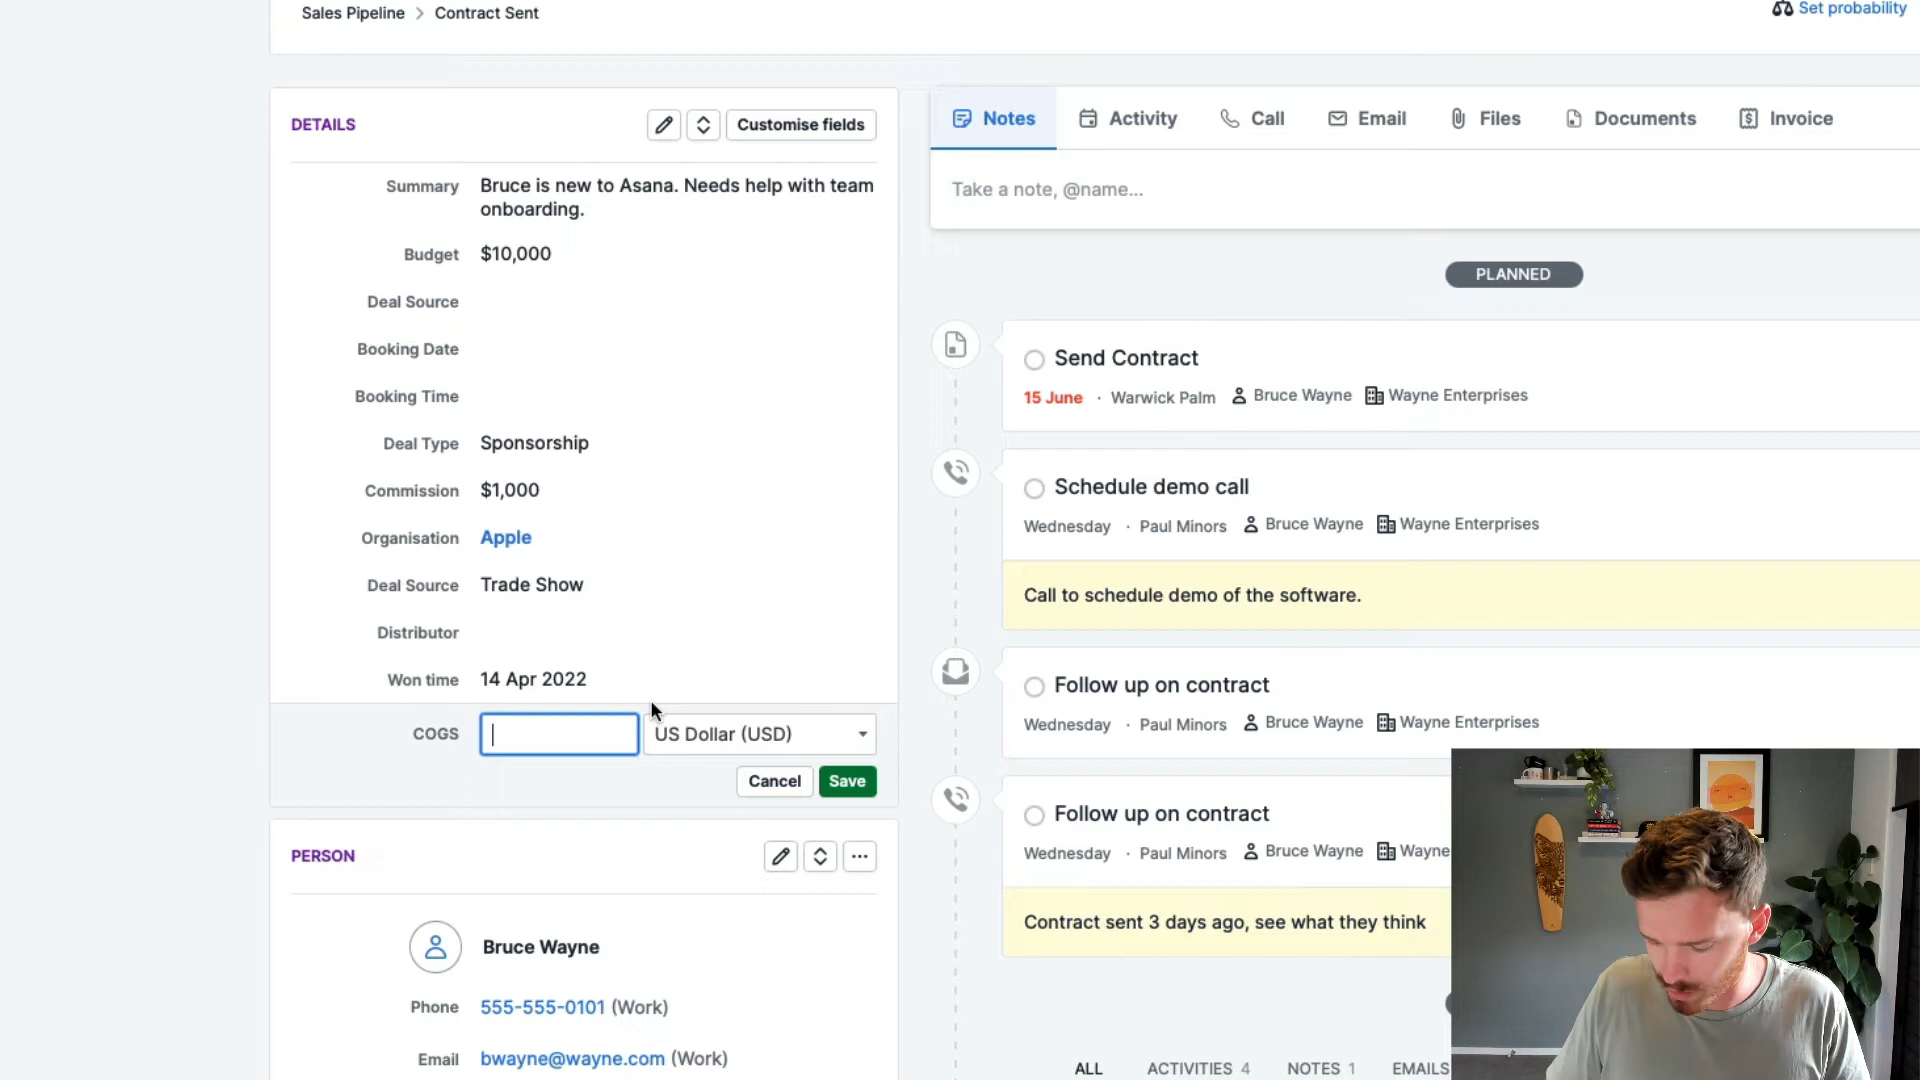 Sales Pipeline > Contract Sent
Set probability
DETAILS
Customise fields
Summary Bruce is new to Asana. Needs help with team
onboarding.
Budget $10,000
Deal Source
Booking Date
Booking Time
Deal Type Sponsorship
Commission $1,000
Organisation Apple
Deal Source Trade Show
Distributor
Won time 14 Apr 2022
COGS US Dollar (USD)
Cancel Save
PERSON
Bruce Wayne
Phone 555-555-0101 (Work)
Email bwayne@wayne.com (Work)
Notes Activity Call Email Files Documents Invoice
Take a note, @name...
PLANNED
Send Contract
15 June · Warwick Palm Bruce Wayne Wayne Enterprises
Schedule demo call
Wednesday · Paul Minors Bruce Wayne Wayne Enterprises
Call to schedule demo of the software.
Follow up on contract
Wednesday · Paul Minors Bruce Wayne Wayne Enterprises
Follow up on contract
Wednesday · Paul Minors Bruce Wayne Wayne
Contract sent 3 days ago, see what they think
ALL ACTIVITIES 4 NOTES 1 EMAILS